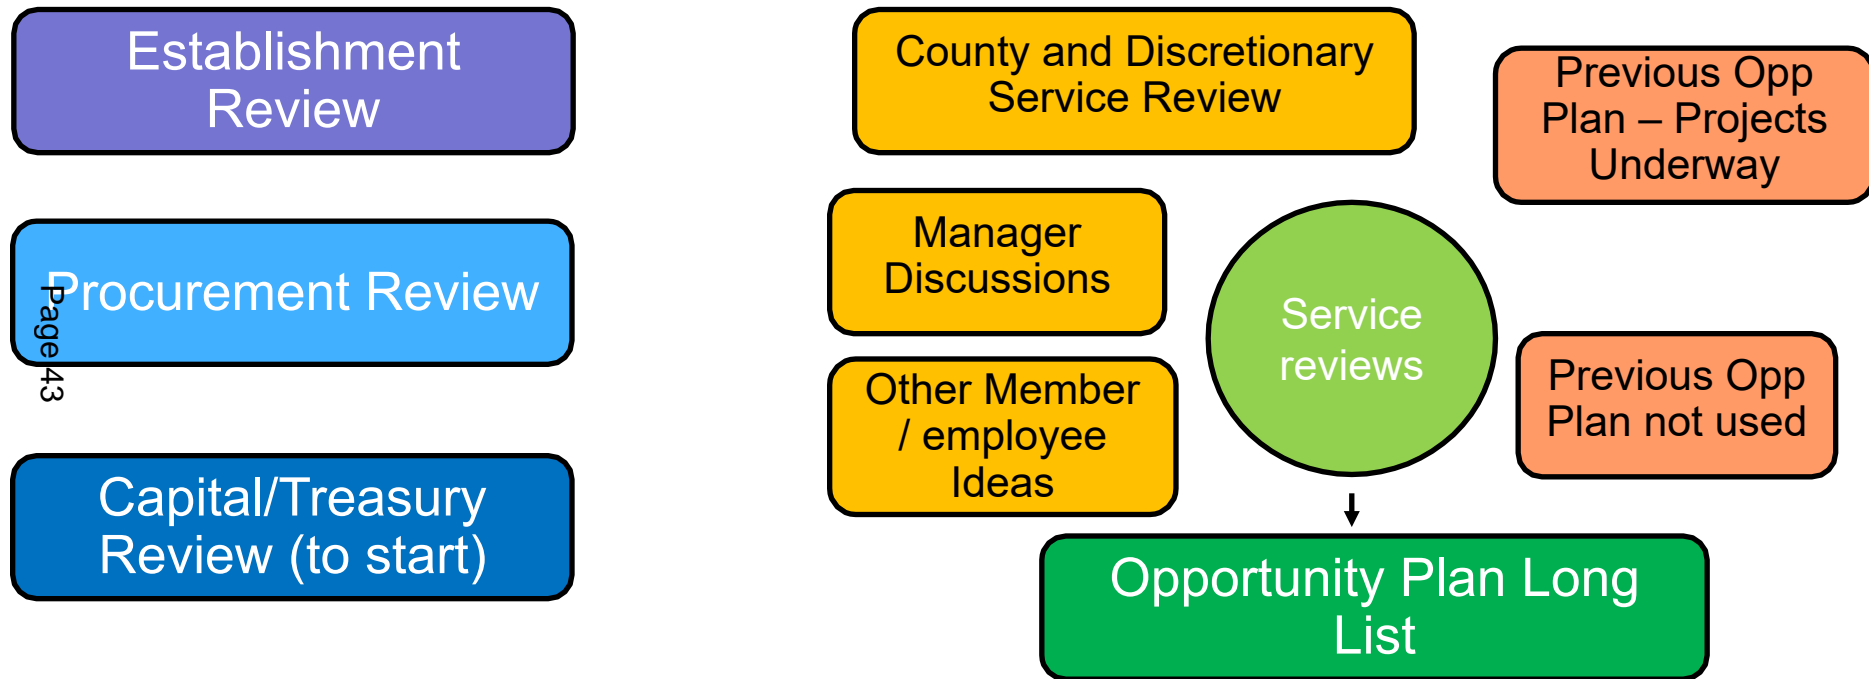 Establishment
Review
Procurement Review
Page 43
Capital/Treasury
Review (to start)
County and Discretionary
Service Review
Manager
Discussions
Other Member
/ employee
Ideas
Service
reviews
Previous Opp
Plan – Projects
Underway
Previous Opp
Plan not used
Opportunity Plan Long
List